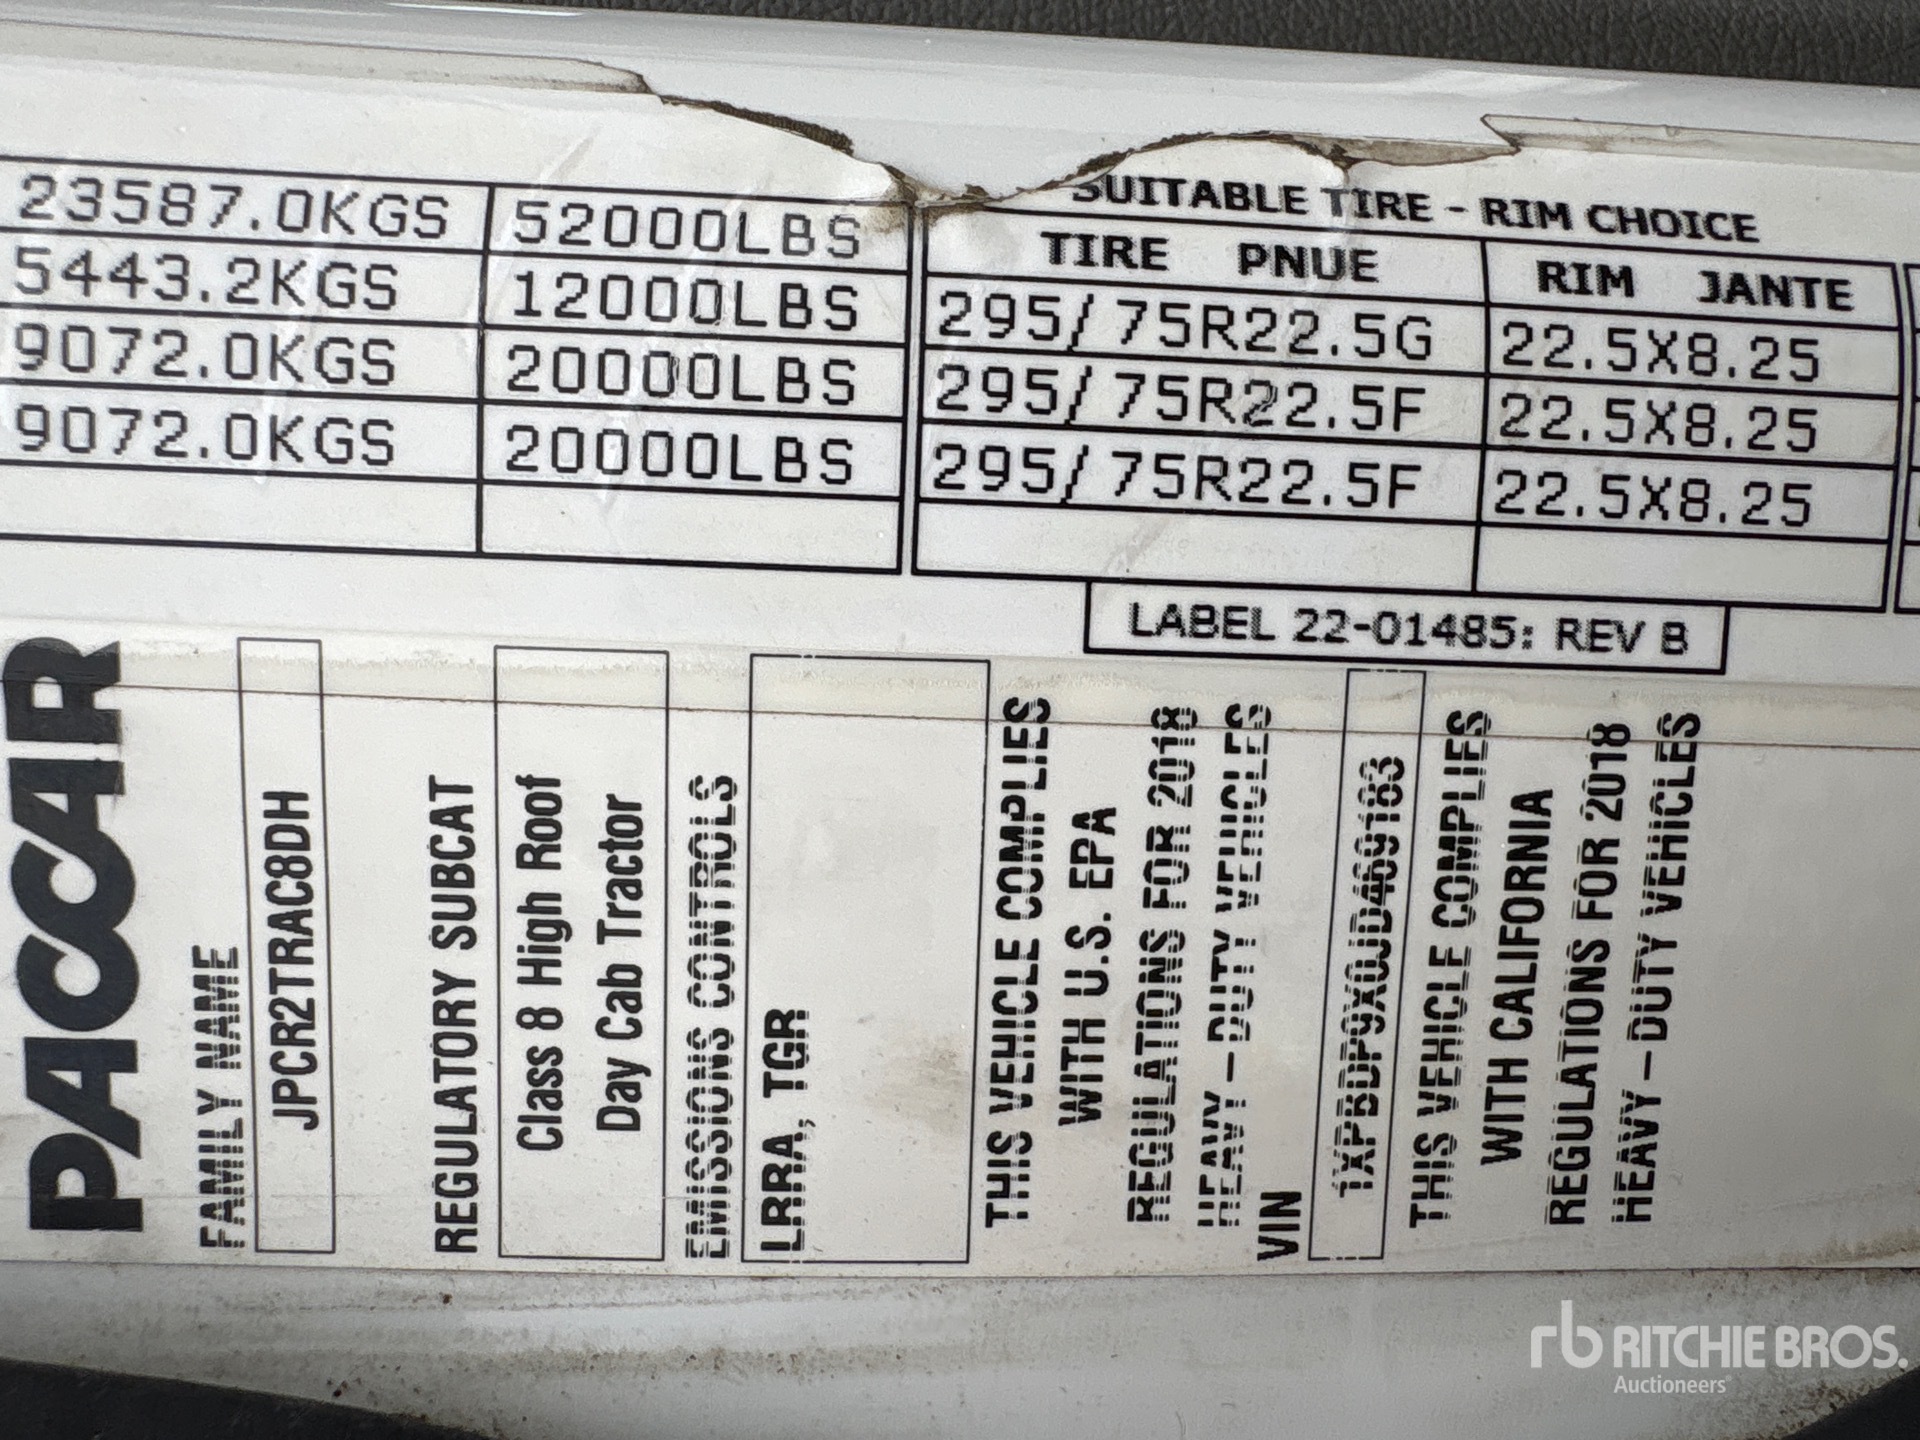 23587.0KGS 52000LBS
5443.2KGS 12000LBS
9072.0KGS 20000LBS
9072.0KGS 20000LBS
SUITABLE TIRE - RIM CHOICE
TIRE PNUE RIM JANTE
295/75R22.5G 22.5X8.25
295/75R22.5F 22.5X8.25
295/75R22.5F 22.5X8.25
LABEL 22-01485: REV B
PACCAR
FAMILY NAME
JPCR2TRAC8DH
REGULATORY SUBCAT
Class 8 High Roof
Day Cab Tractor
EMISSIONS CONTROLS
LRRA, TGR
THIS VEHICLE COMPLIES
WITH U.S. EPA
REGULATIONS FOR 2018
HEAVY-DUTY VEHICLES
VIN
THIS VEHICLE COMPLIES
WITH CALIFORNIA
REGULATIONS FOR 2018
HEAVY-DUTY VEHICLES
rb RITCHIE BROS.
Auctioneers